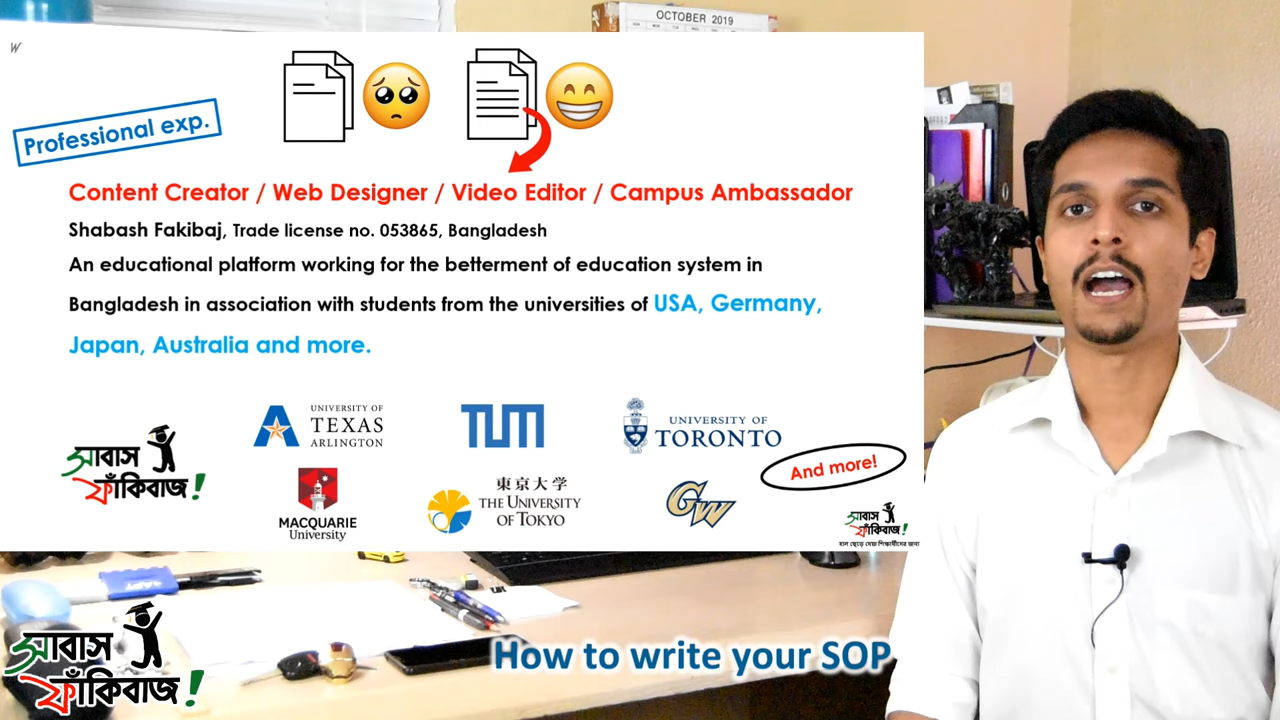 OCTOBER 2019
W
Professional exp.
Content Creator / Web Designer / Video Editor / Campus Ambassador
Shabash Fakibaj, Trade license no. 053865, Bangladesh
An educational platform working for the betterment of education system in
Bangladesh in association with students from the universities of USA, Germany,
Japan, Australia and more.
UNIVERSITY OF
TEXAS
ARLINGTON
TUM
UNIVERSITY OF
TORONTO
And more!
সাবাস
ফাঁকিবাজ!
MACQUARIE
University
東京大学
THE UNIVERSITY
OF TOKYO
GW
সাবাস
ফাঁকিবাজ!
হাল ছেড়ে দেয়া শিক্ষার্থীদের জন্য
সাবাস
ফাঁকিবাজ!
How to write your SOP